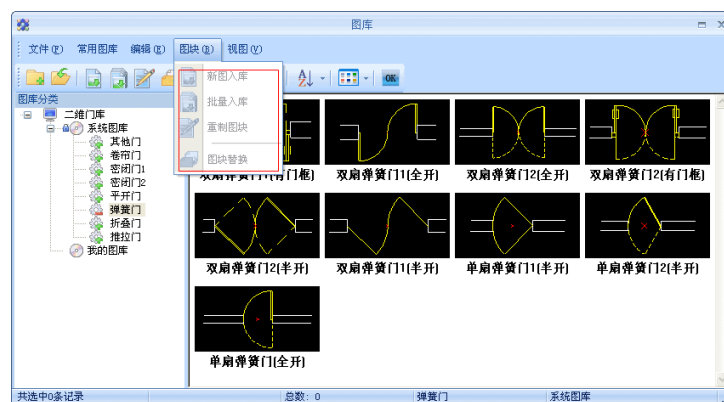 图库
文件(F) 常用图库 编辑(E) 图块(B) 视图(V)
新图入库
批量入库
重制图块
图块替换
OK
图库分类
二维门库
系统图库
其他门
卷帘门
密闭门1
密闭门2
平开门
弹簧门
折叠门
推拉门
我的图库
双扇弹簧门1(有门框) 双扇弹簧门1(全开) 双扇弹簧门2(全开) 双扇弹簧门2(有门框)
双扇弹簧门2(半开) 双扇弹簧门1(半开) 单扇弹簧门1(半开) 单扇弹簧门2(半开)
单扇弹簧门(全开)
共选中0条记录 总数: 0 弹簧门 系统图库